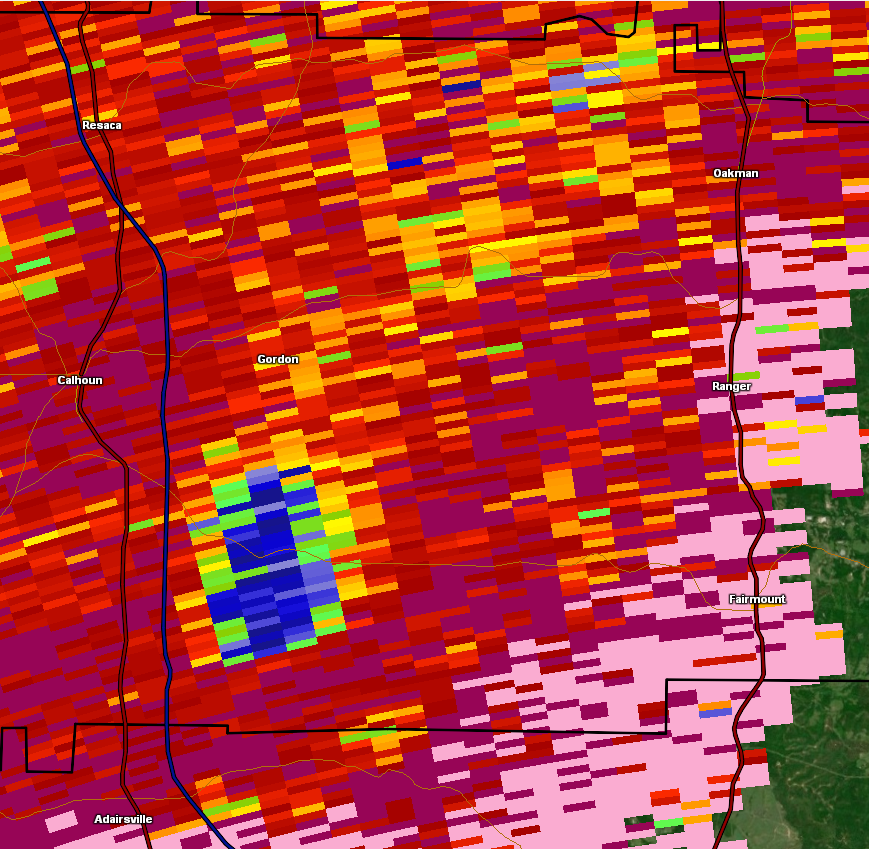 Resaca
Oakman
Gordon
Calhoun
Ranger
Fairmount
Adairsville